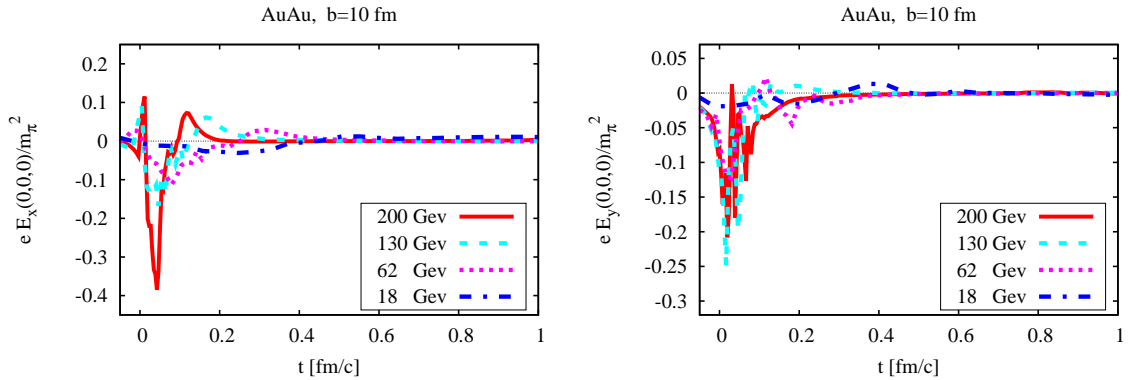 AuAu, b=10 fm
e E_x(0,0,0)/m_π^2
0.2
0.1
0
-0.1
-0.2
-0.3
-0.4
200 Gev
130 Gev
62 Gev
18 Gev
0 0.2 0.4 0.6 0.8 1
t [fm/c]
AuAu, b=10 fm
e E_y(0,0,0)/m_π^2
0.05
0
-0.05
-0.1
-0.15
-0.2
-0.25
-0.3
200 Gev
130 Gev
62 Gev
18 Gev
0 0.2 0.4 0.6 0.8 1
t [fm/c]